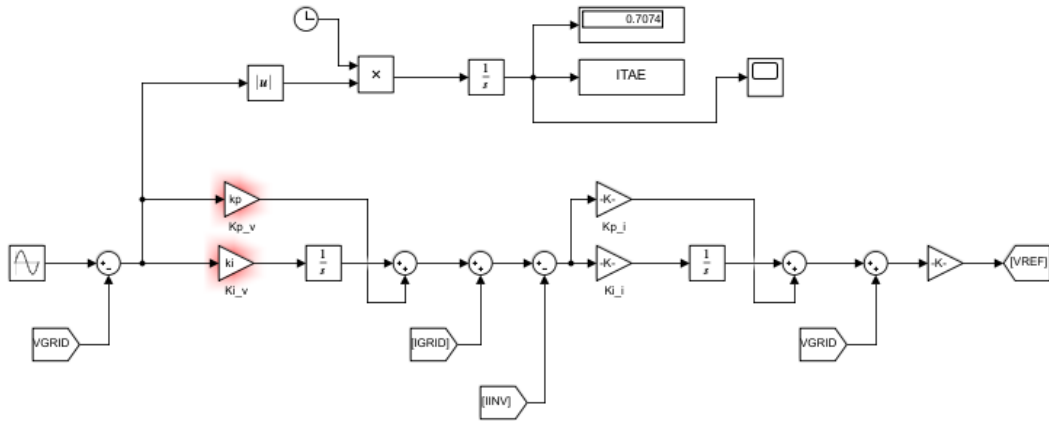 0.7074
ITAE
|u|
×
1
s
kp
Kp_v
-K-
Kp_i
ki
Ki_v
1
s
-K-
Ki_i
1
s
-K-
[VREF]
VGRID
[IGRID]
VGRID
[IINV]